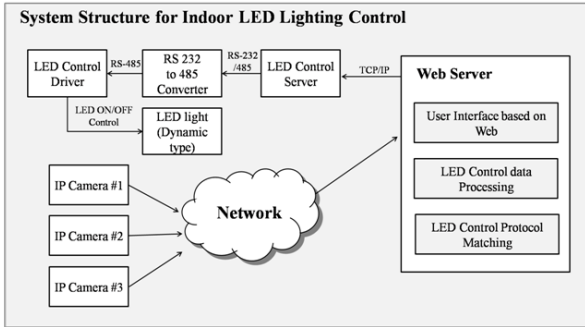 System Structure for Indoor LED Lighting Control
LED Control
Driver
RS-485
RS 232
to 485
Converter
RS-232
/485
LED Control
Server
TCP/IP
Web Server
User Interface based on
Web
LED Control data
Processing
LED Control Protocol
Matching
LED ON/OFF
Control
LED light
(Dynamic
type)
IP Camera #1
IP Camera #2
IP Camera #3
Network